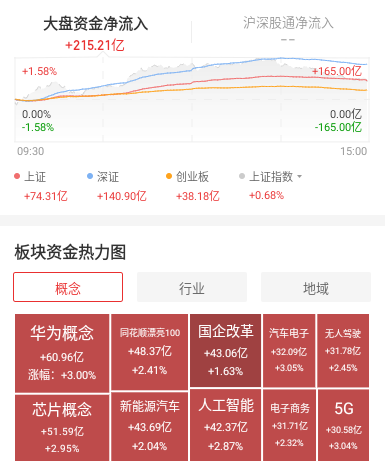 大盘资金净流入
沪深股通净流入
+215.21亿
--
+1.58%
+165.00亿
0.00%
0.00亿
-1.58%
-165.00亿
09:30
15:00
上证
深证
创业板
上证指数
+74.31亿
+140.90亿
+38.18亿
+0.68%
板块资金热力图
概念
行业
地域
华为概念
+60.96亿
涨幅：+3.00%
同花顺漂亮100
+48.37亿
+2.41%
国企改革
+43.06亿
+1.63%
汽车电子
+32.09亿
+3.05%
无人驾驶
+31.78亿
+2.45%
芯片概念
+51.59亿
+2.95%
新能源汽车
+43.69亿
+2.04%
人工智能
+42.37亿
+2.87%
电子商务
+31.71亿
+2.32%
5G
+30.58亿
+3.04%